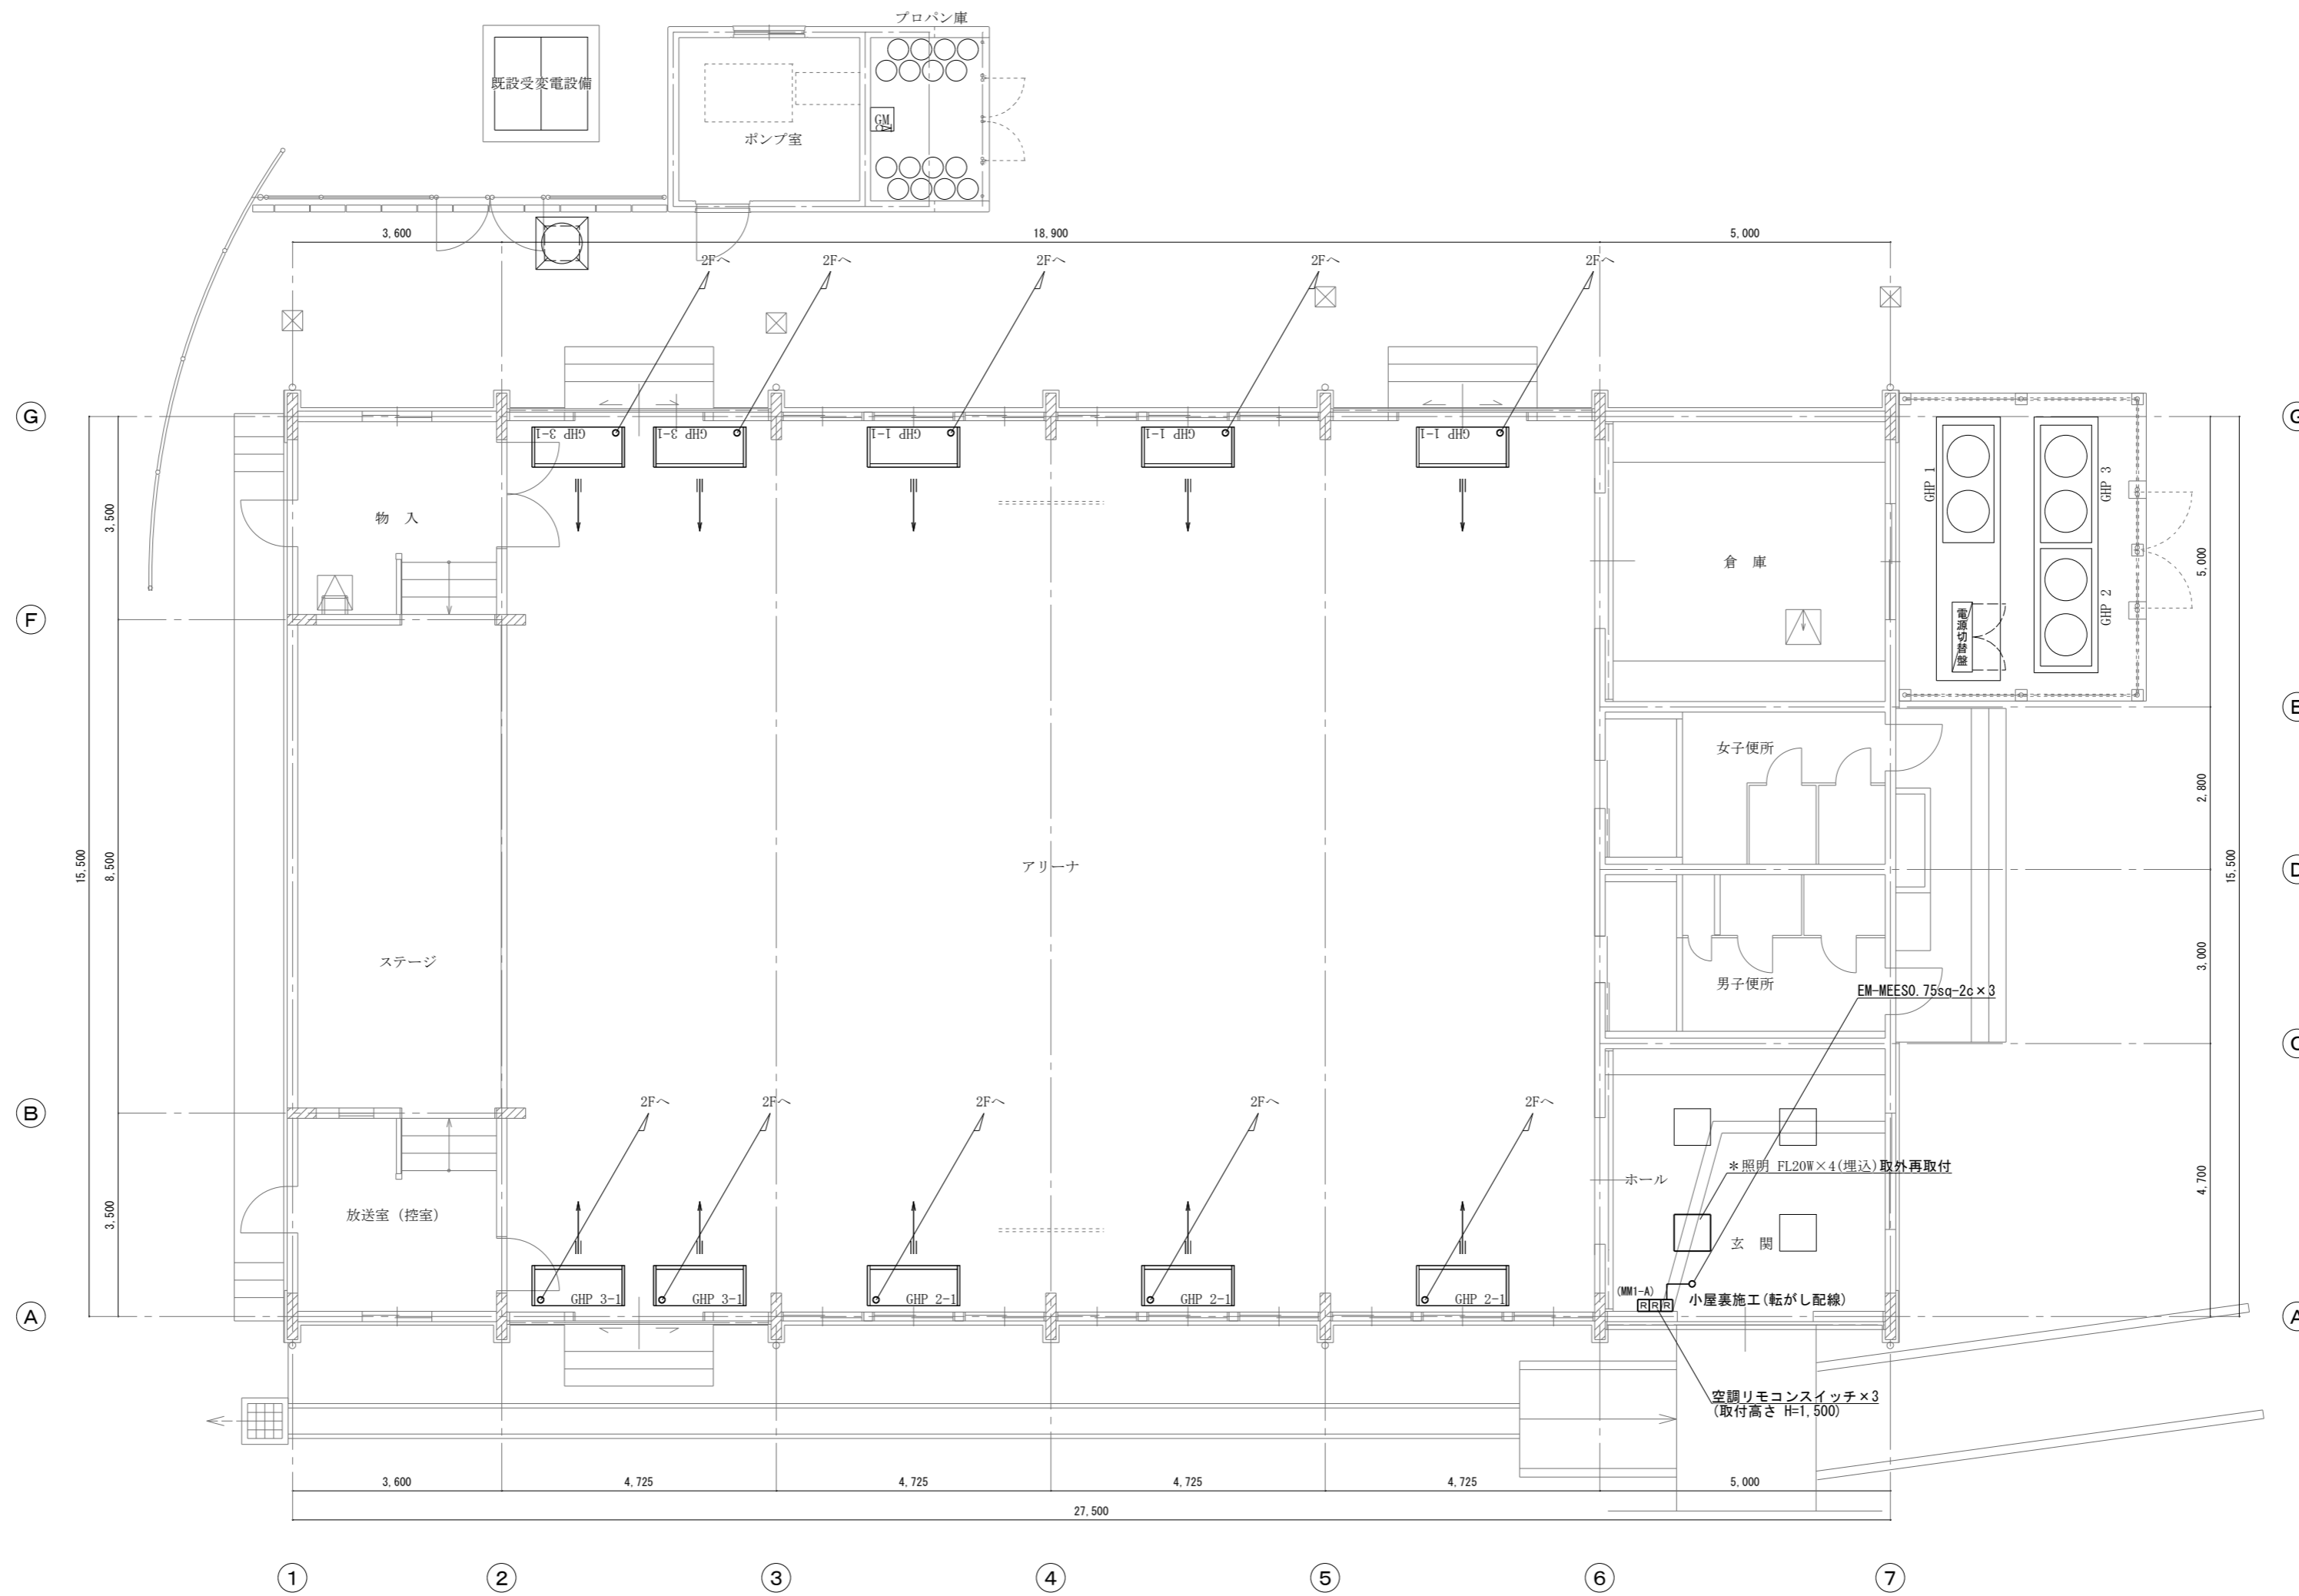 プロパン庫
既設受変電設備
GM
ポンプ室
3,600
18,900
5,000
2Fへ
2Fへ
2Fへ
2Fへ
2Fへ
G
G
GHP 3-1
GHP 3-1
GHP 1-1
GHP 1-1
GHP 1-1
GHP 1
GHP 3
3,500
物 入
倉 庫
5,000
F
GHP 2
電源切替盤
E
女子便所
2,800
15,500
8,500
アリーナ
D
15,500
ステージ
3,000
男子便所
EM-MEES0.75sq-2c×3
C
B
2Fへ
2Fへ
2Fへ
2Fへ
2Fへ
*照明 FL20W×4(埋込)取外再取付
ホール
4,700
3,500
放送室(控室)
玄 関
(MM1-A)
GHP 3-1
GHP 3-1
GHP 2-1
GHP 2-1
GHP 2-1
RRR
小屋裏施工(転がし配線)
A
A
空調リモコンスイッチ×3
(取付高さ H=1,500)
3,600
4,725
4,725
4,725
4,725
5,000
27,500
1
2
3
4
5
6
7